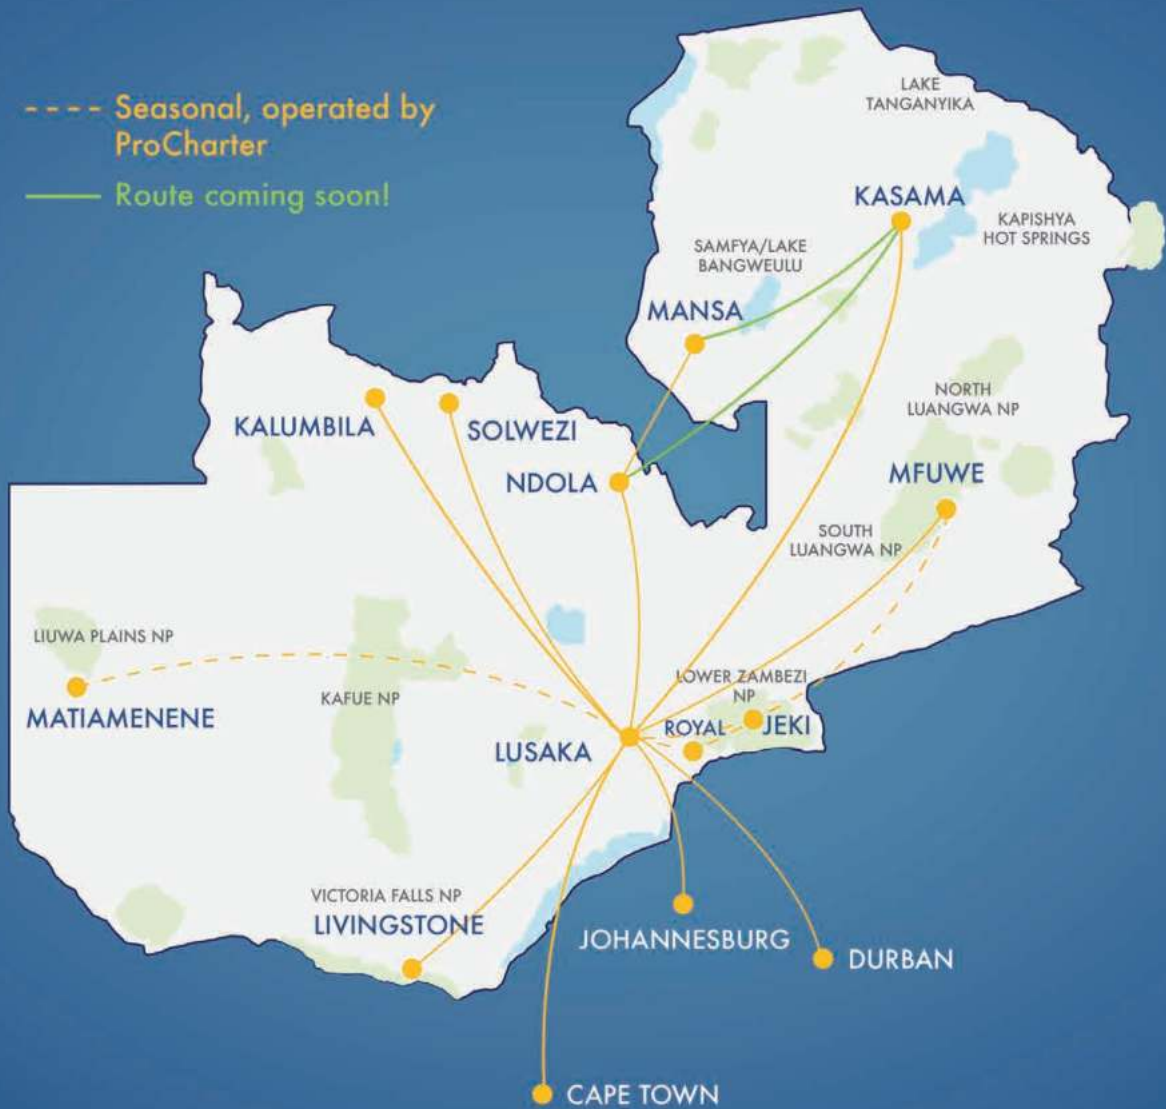 Seasonal, operated by
ProCharter
Route coming soon!
LAKE
TANGANYIKA
KASAMA
KAPISHYA
HOT SPRINGS
SAMFYA/LAKE
BANGWEULU
MANSA
NORTH
LUANGWA NP
KALUMBILA
SOLWEZI
NDOLA
MFUWE
SOUTH
LUANGWA NP
LIUWA PLAINS NP
MATIAMENENE
KAFUE NP
LOWER ZAMBEZI
NP
ROYAL
JEKI
LUSAKA
VICTORIA FALLS NP
LIVINGSTONE
JOHANNESBURG
DURBAN
CAPE TOWN